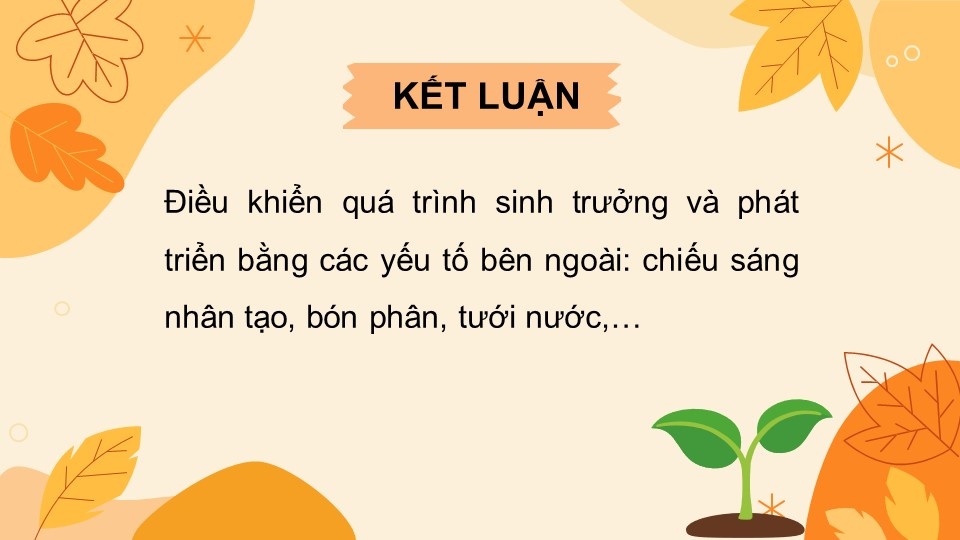 KẾT LUẬN
Điều khiển quá trình sinh trưởng và phát
triển bằng các yếu tố bên ngoài: chiếu sáng
nhân tạo, bón phân, tưới nước,…